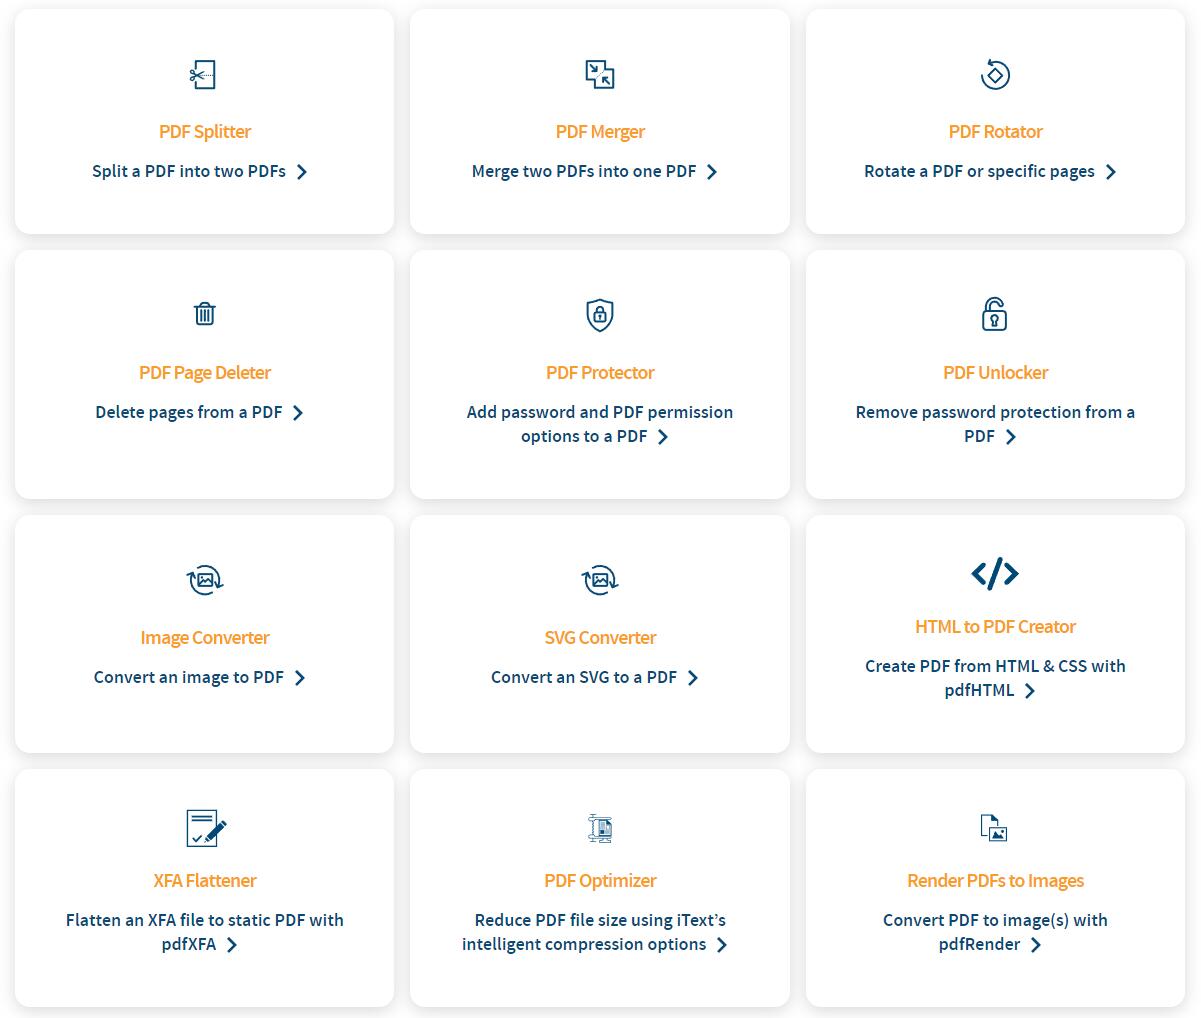 PDF Splitter
Split a PDF into two PDFs
PDF Merger
Merge two PDFs into one PDF
PDF Rotator
Rotate a PDF or specific pages
PDF Page Deleter
Delete pages from a PDF
PDF Protector
Add password and PDF permission
options to a PDF
PDF Unlocker
Remove password protection from a
PDF
Image Converter
Convert an image to PDF
SVG Converter
Convert an SVG to a PDF
HTML to PDF Creator
Create PDF from HTML & CSS with
pdfHTML
XFA Flattener
Flatten an XFA file to static PDF with
pdfXFA
PDF Optimizer
Reduce PDF file size using iText’s
intelligent compression options
Render PDFs to Images
Convert PDF to image(s) with
pdfRender